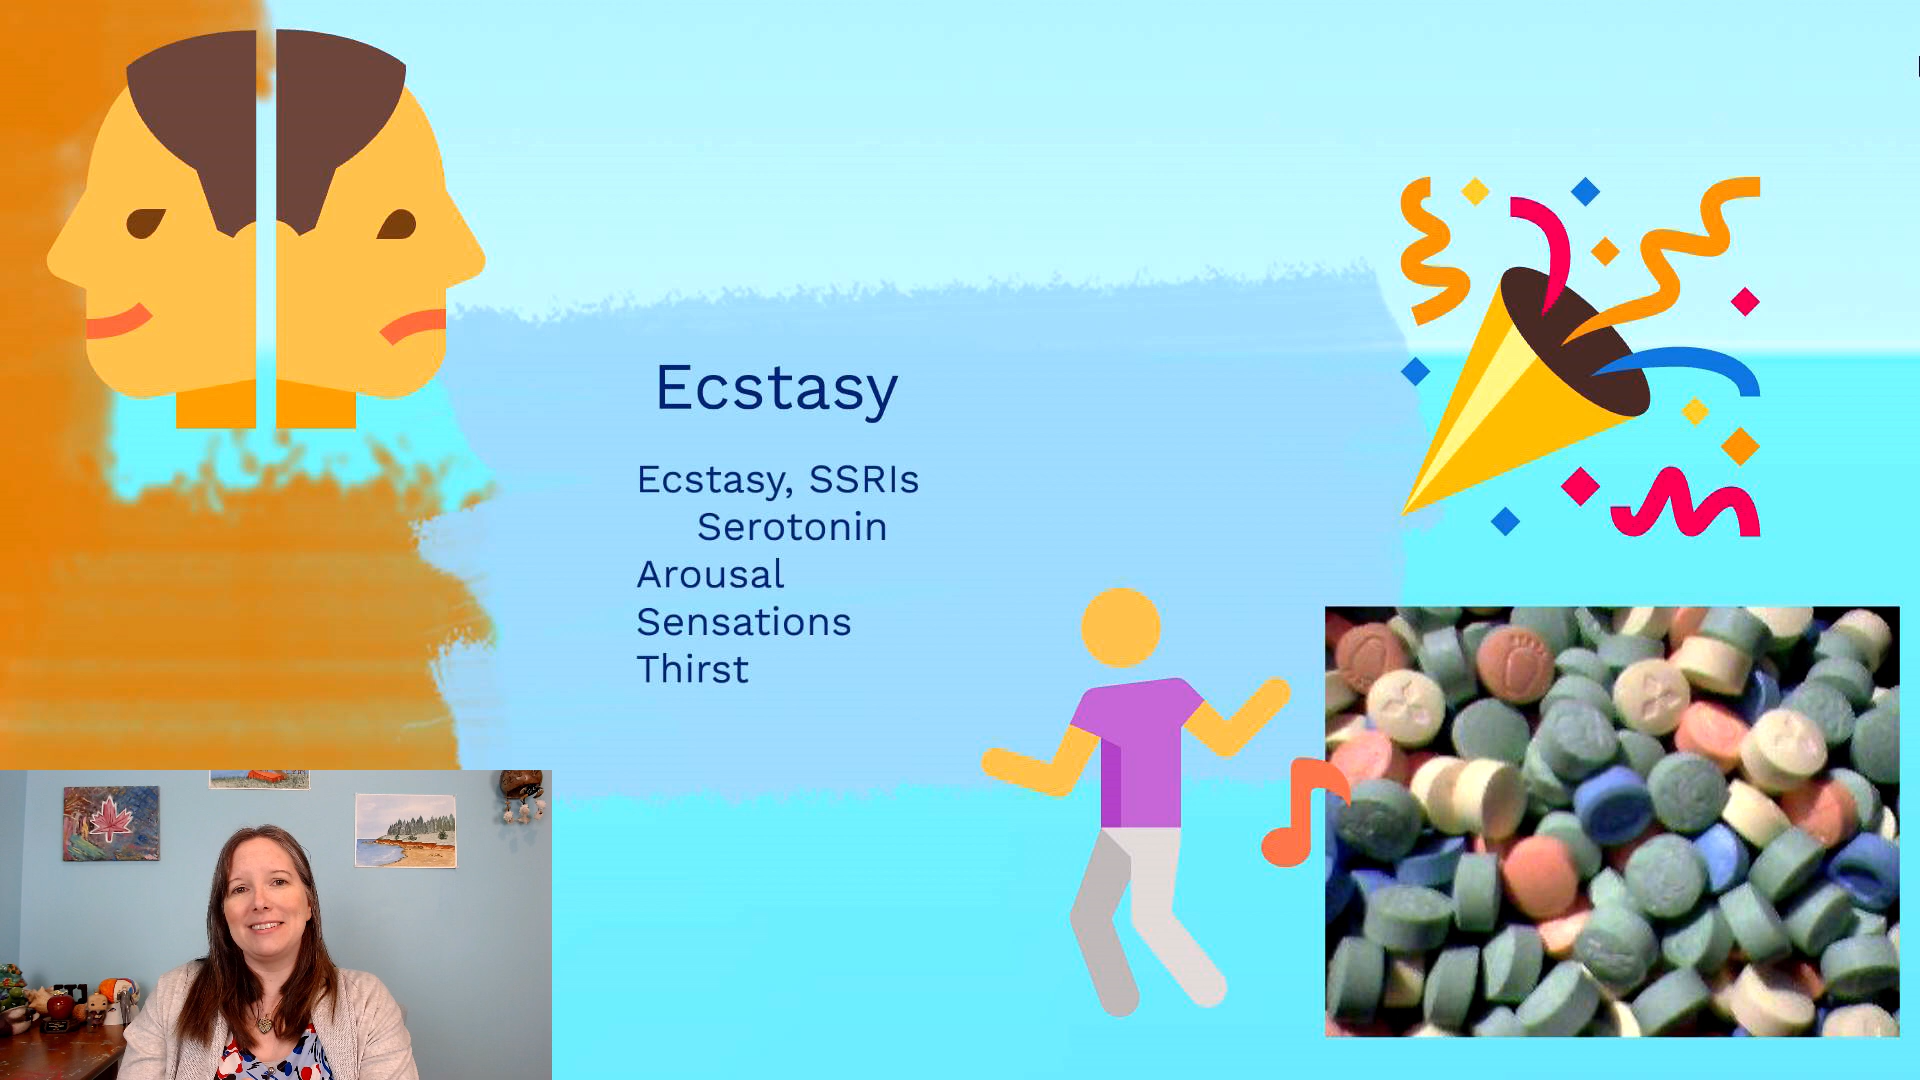 Ecstasy
Ecstasy, SSRIs
Serotonin
Arousal
Sensations
Thirst